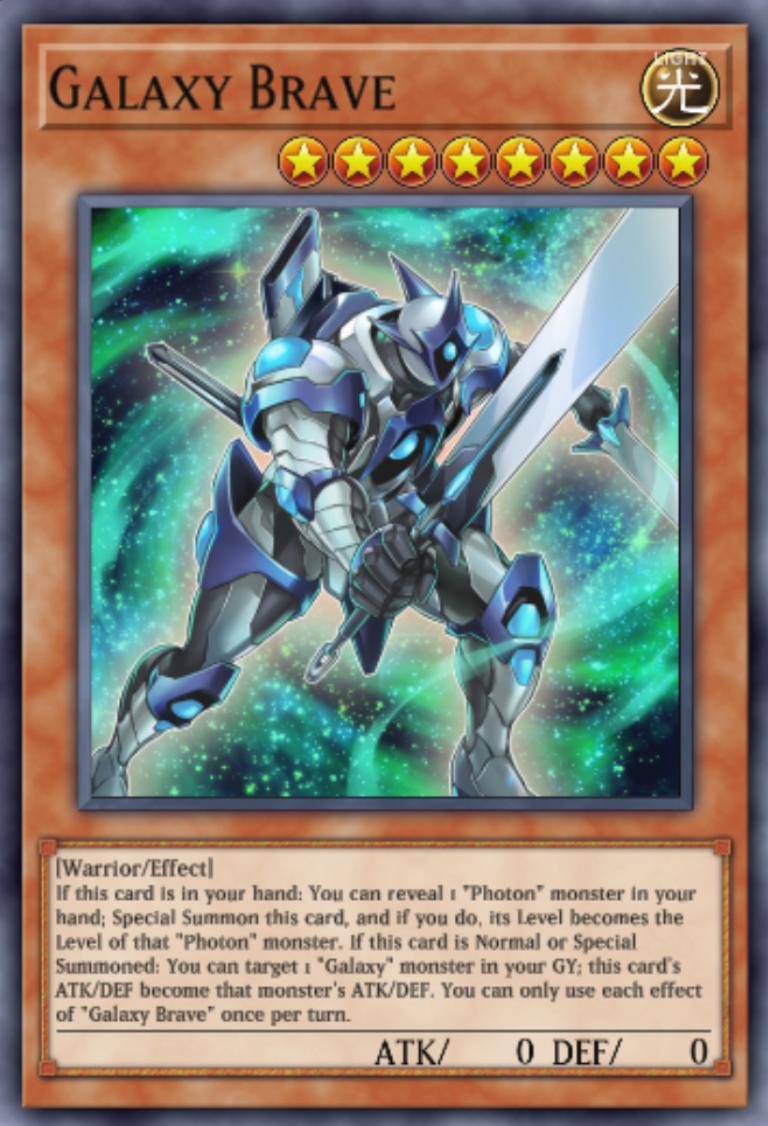 GALAXY BRAVE
LIGHT
光
[Warrior/Effect]
If this card is in your hand: You can reveal 1 "Photon" monster in your
hand; Special Summon this card, and if you do, its Level becomes the
Level of that "Photon" monster. If this card is Normal or Special
Summoned: You can target 1 "Galaxy" monster in your GY; this card's
ATK/DEF become that monster's ATK/DEF. You can only use each effect
of "Galaxy Brave" once per turn.
ATK/ 0 DEF/ 0